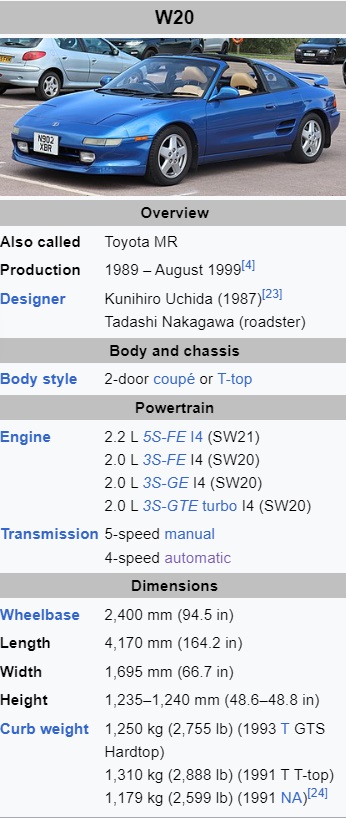 W20
N902
XBR
Overview
Also called Toyota MR
Production 1989 – August 1999[4]
Designer Kunihiro Uchida (1987)[23]
Tadashi Nakagawa (roadster)
Body and chassis
Body style 2-door coupé or T-top
Powertrain
Engine 2.2 L 5S-FE I4 (SW21)
2.0 L 3S-FE I4 (SW20)
2.0 L 3S-GE I4 (SW20)
2.0 L 3S-GTE turbo I4 (SW20)
Transmission 5-speed manual
4-speed automatic
Dimensions
Wheelbase 2,400 mm (94.5 in)
Length 4,170 mm (164.2 in)
Width 1,695 mm (66.7 in)
Height 1,235–1,240 mm (48.6–48.8 in)
Curb weight 1,250 kg (2,755 lb) (1993 T GTS
Hardtop)
1,310 kg (2,888 lb) (1991 T T-top)
1,179 kg (2,599 lb) (1991 NA)[24]